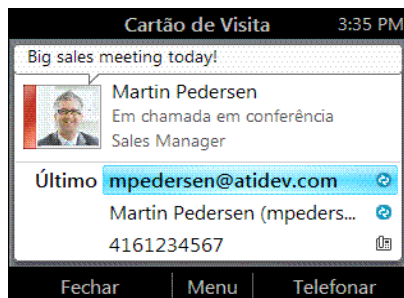 Cartão de Visita 3:35 PM
Big sales meeting today!
Martin Pedersen
Em chamada em conferência
Sales Manager
Último mpedersen@atidev.com
Martin Pedersen (mpeders...
4161234567
Fechar Menu Telefonar